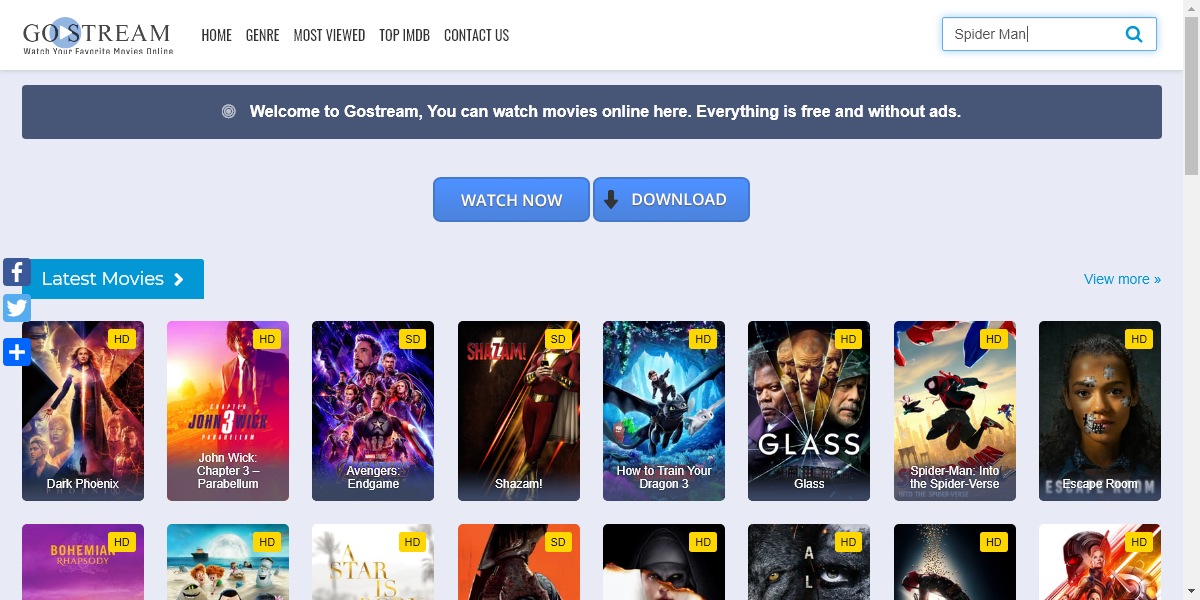 GO STREAM
Watch Your Favorite Movies Online
HOME GENRE MOST VIEWED TOP IMDB CONTACT US
Spider Man
Welcome to Gostream, You can watch movies online here. Everything is free and without ads.
WATCH NOW
DOWNLOAD
Latest Movies
View more »
HD
Dark Phoenix
HD
CHAPTER
JOHN 3 WICK
PARABELLUM
John Wick:
Chapter 3 –
Parabellum
SD
Avengers:
Endgame
SD
SHAZAM!
Shazam!
HD
How to Train Your
Dragon 3
HD
GLASS
Glass
HD
Spider-Man: Into
the Spider-Verse
INTO THE SPIDER-VERSE
HD
ESCAPE ROOM
Escape Room
HD
BOHEMIAN
RHAPSODY
HD
HD
A
STAR
IS
SD
HD
HD
A
L
HD
HD